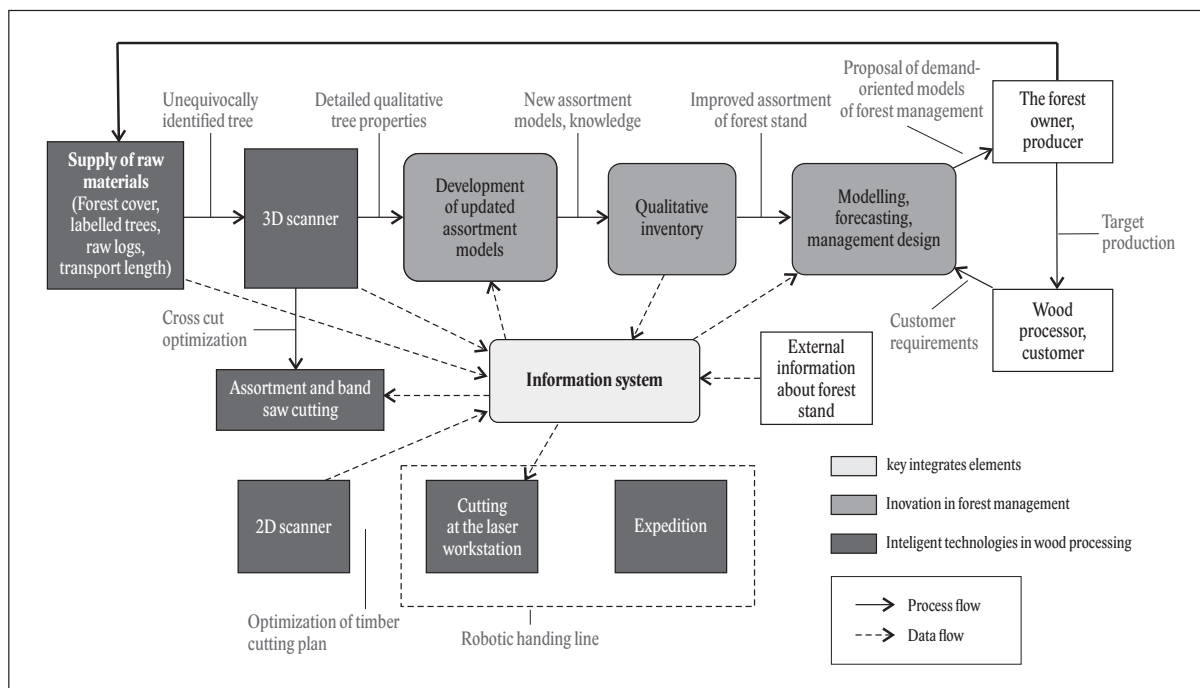 Unequivocally
identified tree
Detailed qualitative
tree properties
New assortment
models, knowledge
Improved assortment
of forest stand
Proposal of demand-
oriented models
of forest management
The forest
owner,
producer
Supply of raw
materials
(Forest cover,
labelled trees,
raw logs,
transport length)
3D scanner
Development
of updated
assortment
models
Qualitative
inventory
Modelling,
forecasting,
management design
Target
production
Cross cut
optimization
Customer
requirements
Wood
processor,
customer
Assortment and band
saw cutting
Information system
External
information
about forest
stand
2D scanner
Cutting
at the laser
workstation
Expedition
Optimization of timber
cutting plan
Robotic handing line
key integrates elements
Inovation in forest management
Inteligent technologies in wood processing
Process flow
Data flow